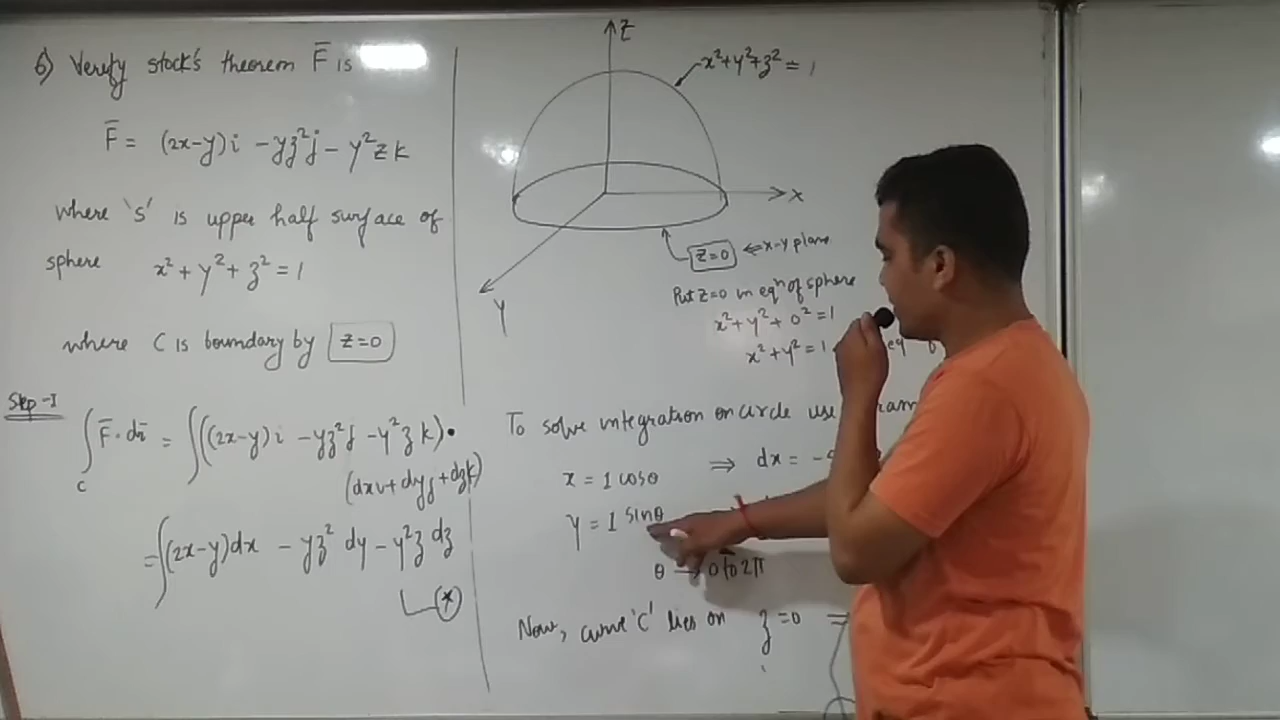 6) Verify stock's theorem F̅ is
F̅ = (2x-y)i - yz²j - y²zk
where 's' is upper half surface of
sphere x² + y² + z² = 1
where C is boundary by z=0
Step-I
∫c F̅·dr̅ = ∫((2x-y)i - yz²j - y²zk)·
(dxi+dyj+dzk)
= ∫(2x-y)dx - yz² dy - y²z dz
*
Z
x²+y²+z² = 1
X
Y
z=0 ⇐ x-y plane
Put z=0 in eqⁿ of sphere
x²+y²+0²=1
x²+y²=1 eq
To solve integration on circle use
x = 1 cosθ ⇒ dx = -
y = 1 sinθ
θ → 0 to 2π
Now, curve 'C' lies on z=0 ⇒